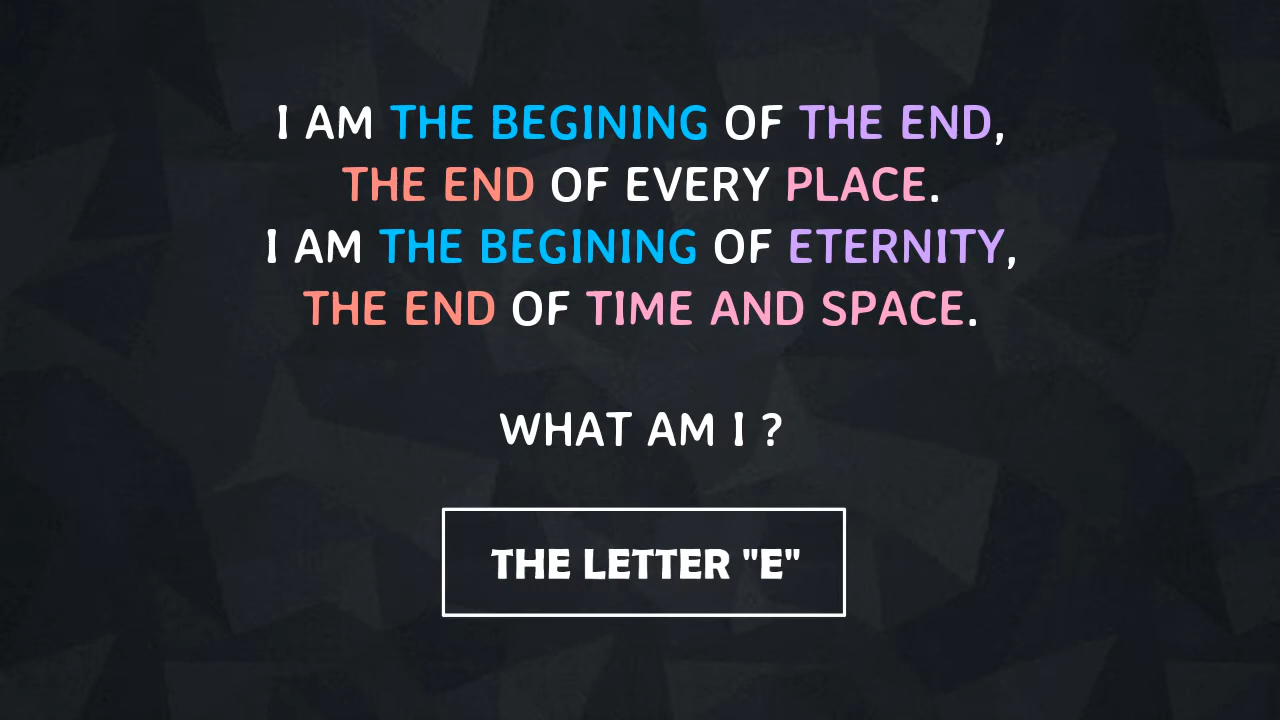 I AM THE BEGINING OF THE END,
THE END OF EVERY PLACE.
I AM THE BEGINING OF ETERNITY,
THE END OF TIME AND SPACE.
WHAT AM I ?
THE LETTER "E"